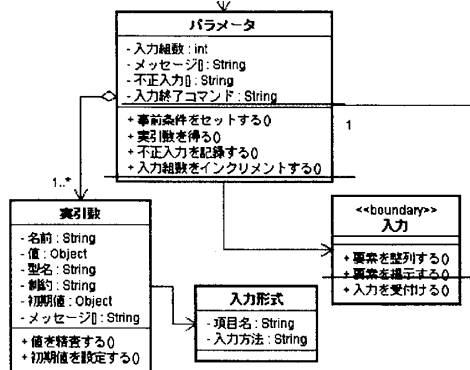 パラメータ
- 入力組数 : int
- メッセージ[] : String
- 不正入力[] : String
- 入力終了コマンド : String
+ 事前条件をセットする()
+ 実引数を得る()
+ 不正入力を記録する()
+ 入力組数をインクリメントする()
1
1..*
実引数
- 名前 : String
- 値 : Object
- 型名 : String
- 制約 : String
- 初期値 : Object
- メッセージ[] : String
+ 値を精査する()
+ 初期値を設定する()
<<boundary>>
入力
+ 要素を整列する()
+ 要素を提示する()
+ 入力を受付ける()
入力形式
- 項目名 : String
- 入力方法 : String